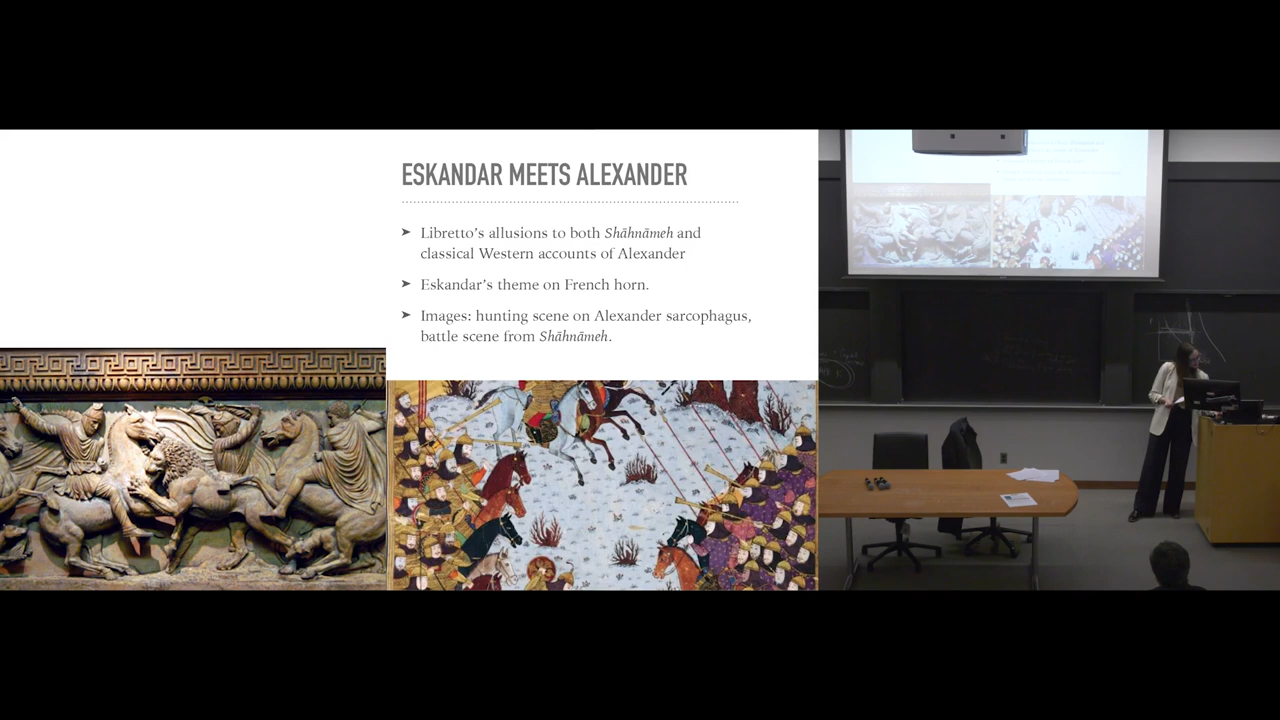 ESKANDAR MEETS ALEXANDER
➤ Libretto's allusions to both Shāhnāmeh and
classical Western accounts of Alexander
➤ Eskandar's theme on French horn.
➤ Images: hunting scene on Alexander sarcophagus,
battle scene from Shāhnāmeh.